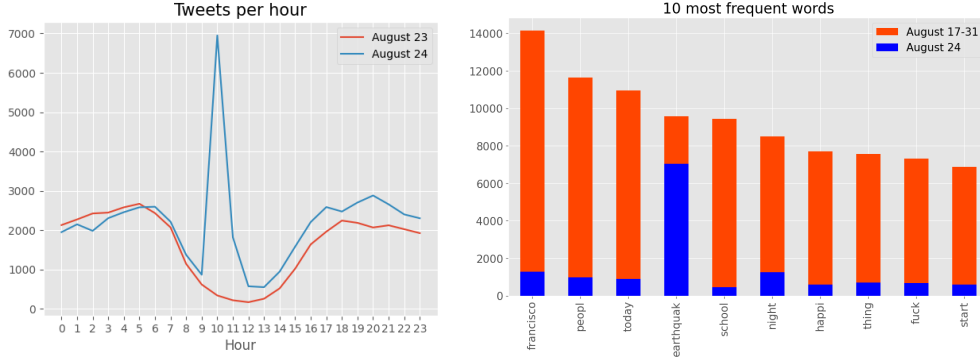 Tweets per hour
7000
6000
5000
4000
3000
2000
1000
0
August 23
August 24
0 1 2 3 4 5 6 7 8 9 10 11 12 13 14 15 16 17 18 19 20 21 22 23
Hour
10 most frequent words
14000
12000
10000
8000
6000
4000
2000
0
August 17-31
August 24
francisco
peopl
today
earthquak
school
night
happi
thing
fuck
start